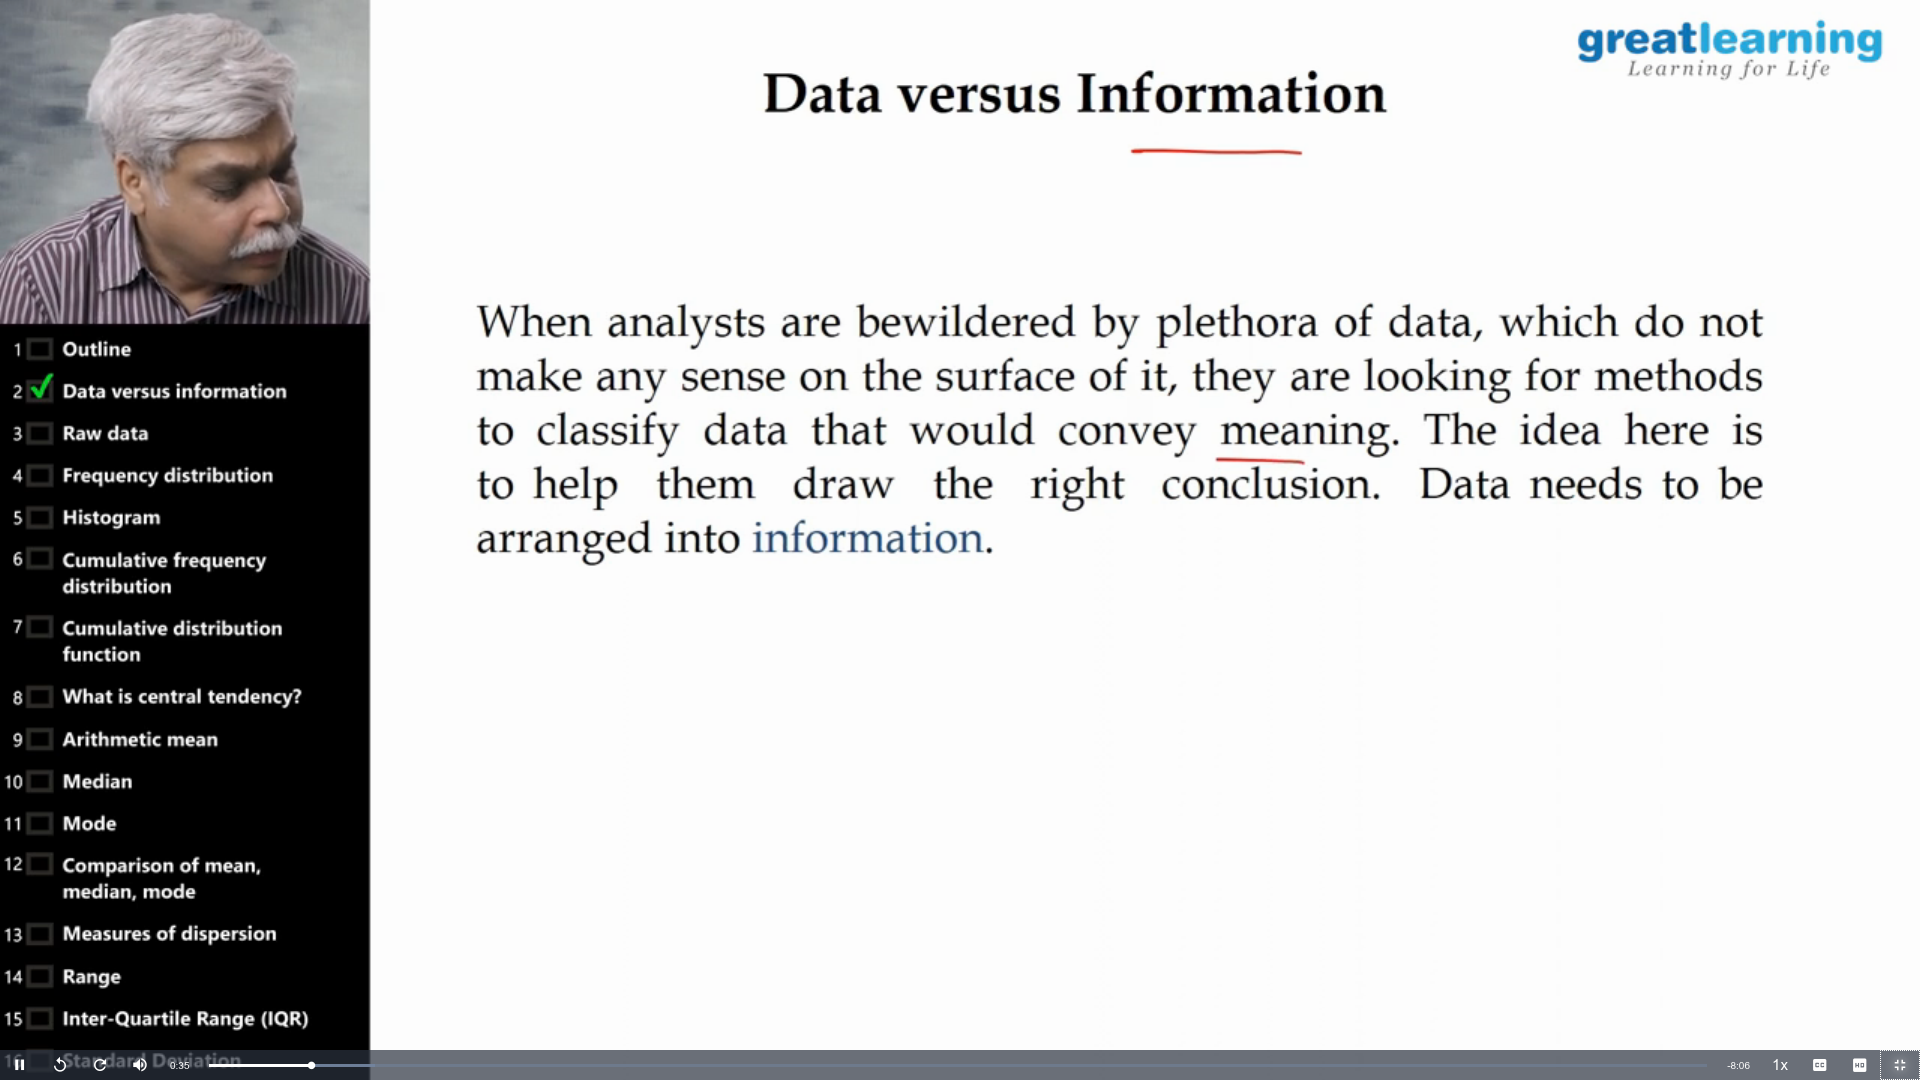 greatlearning
Learning for Life
Data versus Information
When analysts are bewildered by plethora of data, which do not
make any sense on the surface of it, they are looking for methods
to classify data that would convey meaning. The idea here is
to help them draw the right conclusion. Data needs to be
arranged into information.
1 Outline
2 Data versus information
3 Raw data
4 Frequency distribution
5 Histogram
6 Cumulative frequency
distribution
7 Cumulative distribution
function
8 What is central tendency?
9 Arithmetic mean
10 Median
11 Mode
12 Comparison of mean,
median, mode
13 Measures of dispersion
14 Range
15 Inter-Quartile Range (IQR)
16 Standard Deviation
0:35 -8:06 1x CC HD